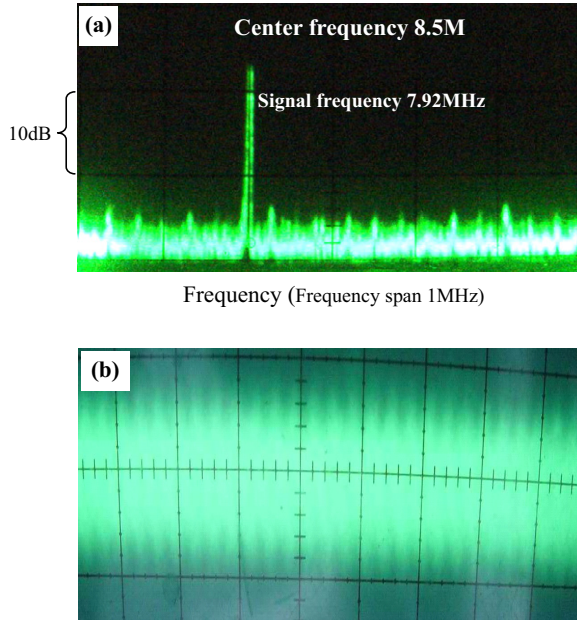 (a)
Center frequency 8.5M
Signal frequency 7.92MHz
10dB
Frequency (Frequency span 1MHz)
(b)